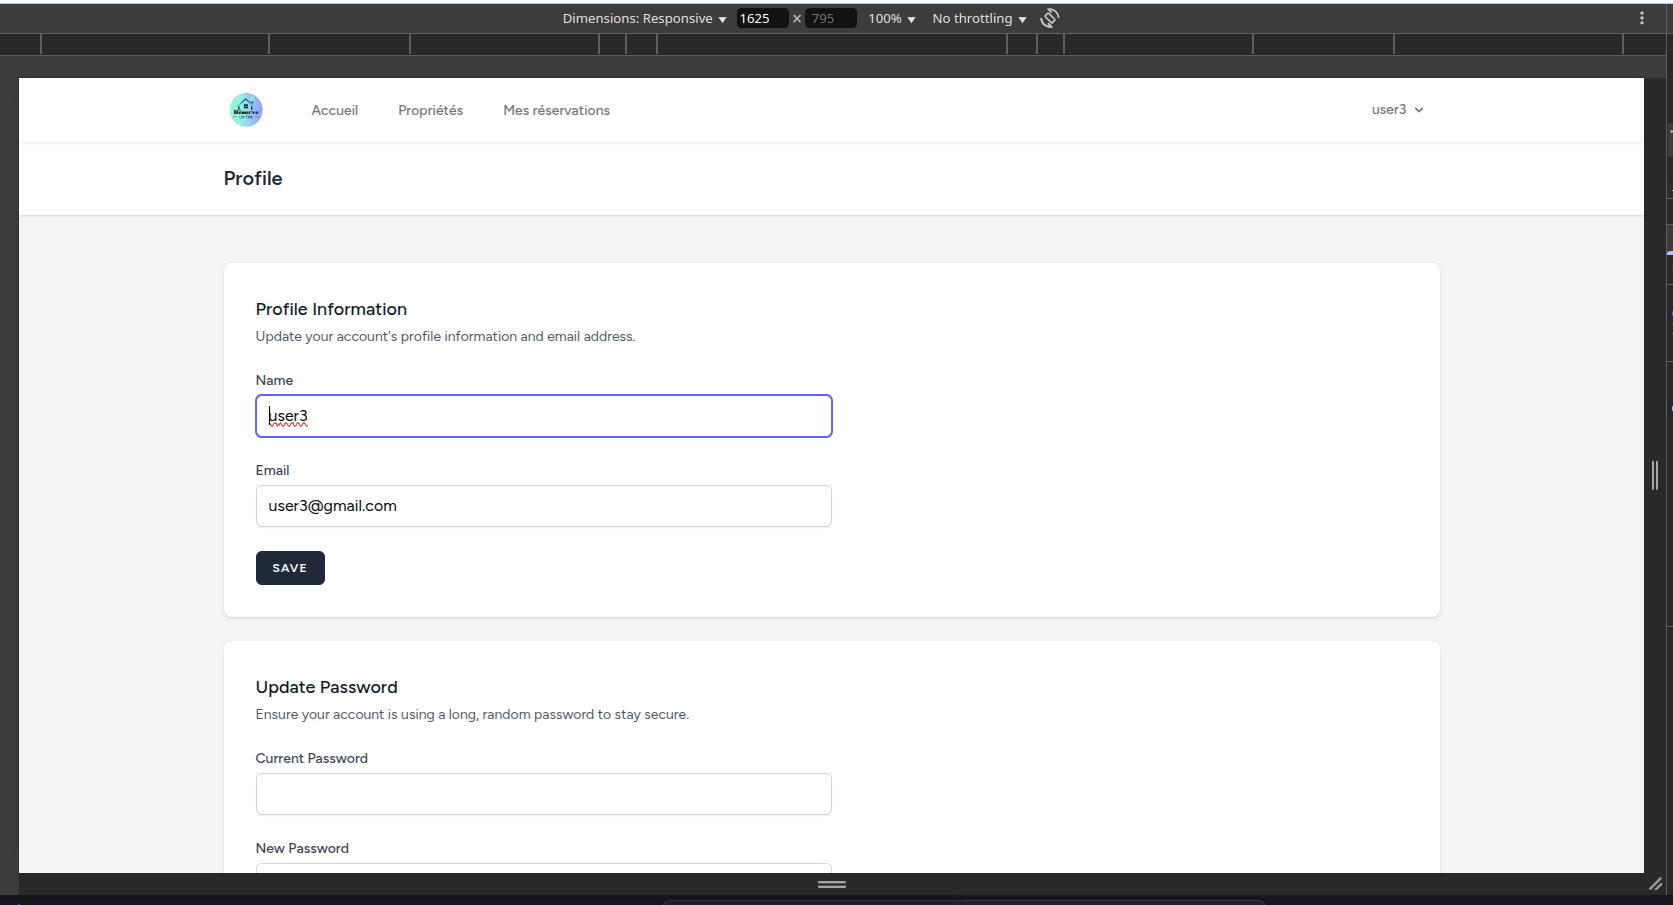 Dimensions: Responsive 1625 × 795 100% No throttling
Accueil Propriétés Mes réservations user3
Profile
Profile Information
Update your account's profile information and email address.
Name
user3
Email
user3@gmail.com
SAVE
Update Password
Ensure your account is using a long, random password to stay secure.
Current Password
New Password